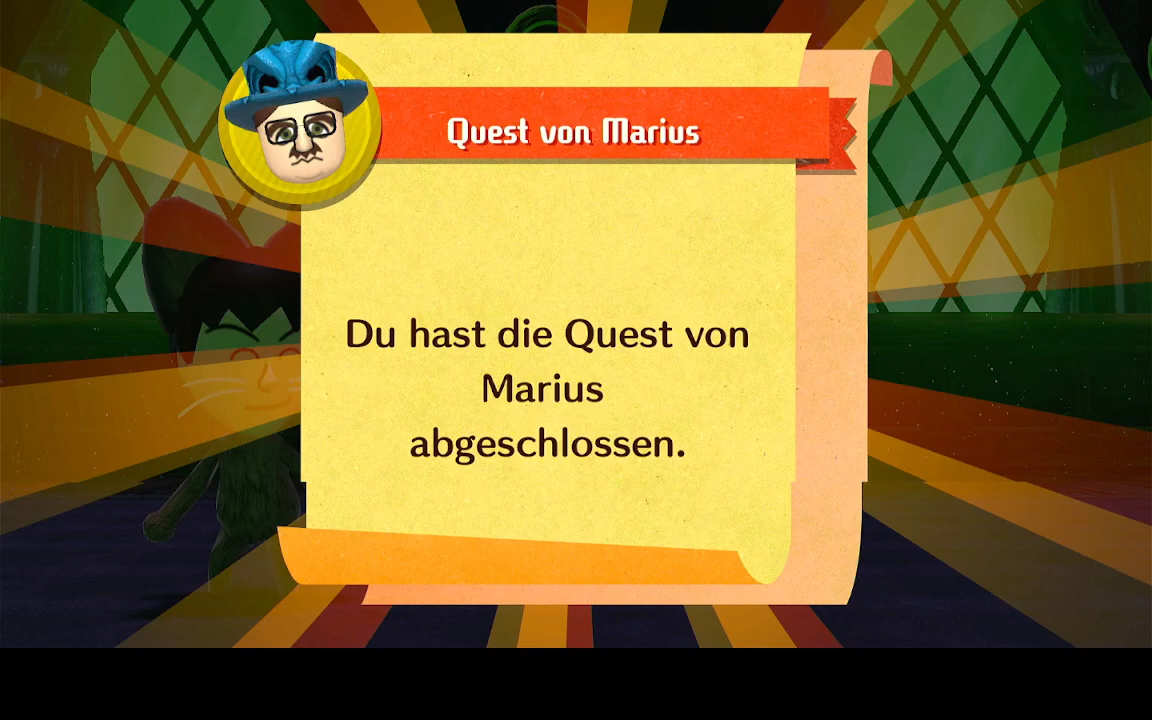 Quest von Marius
Du hast die Quest von
Marius
abgeschlossen.